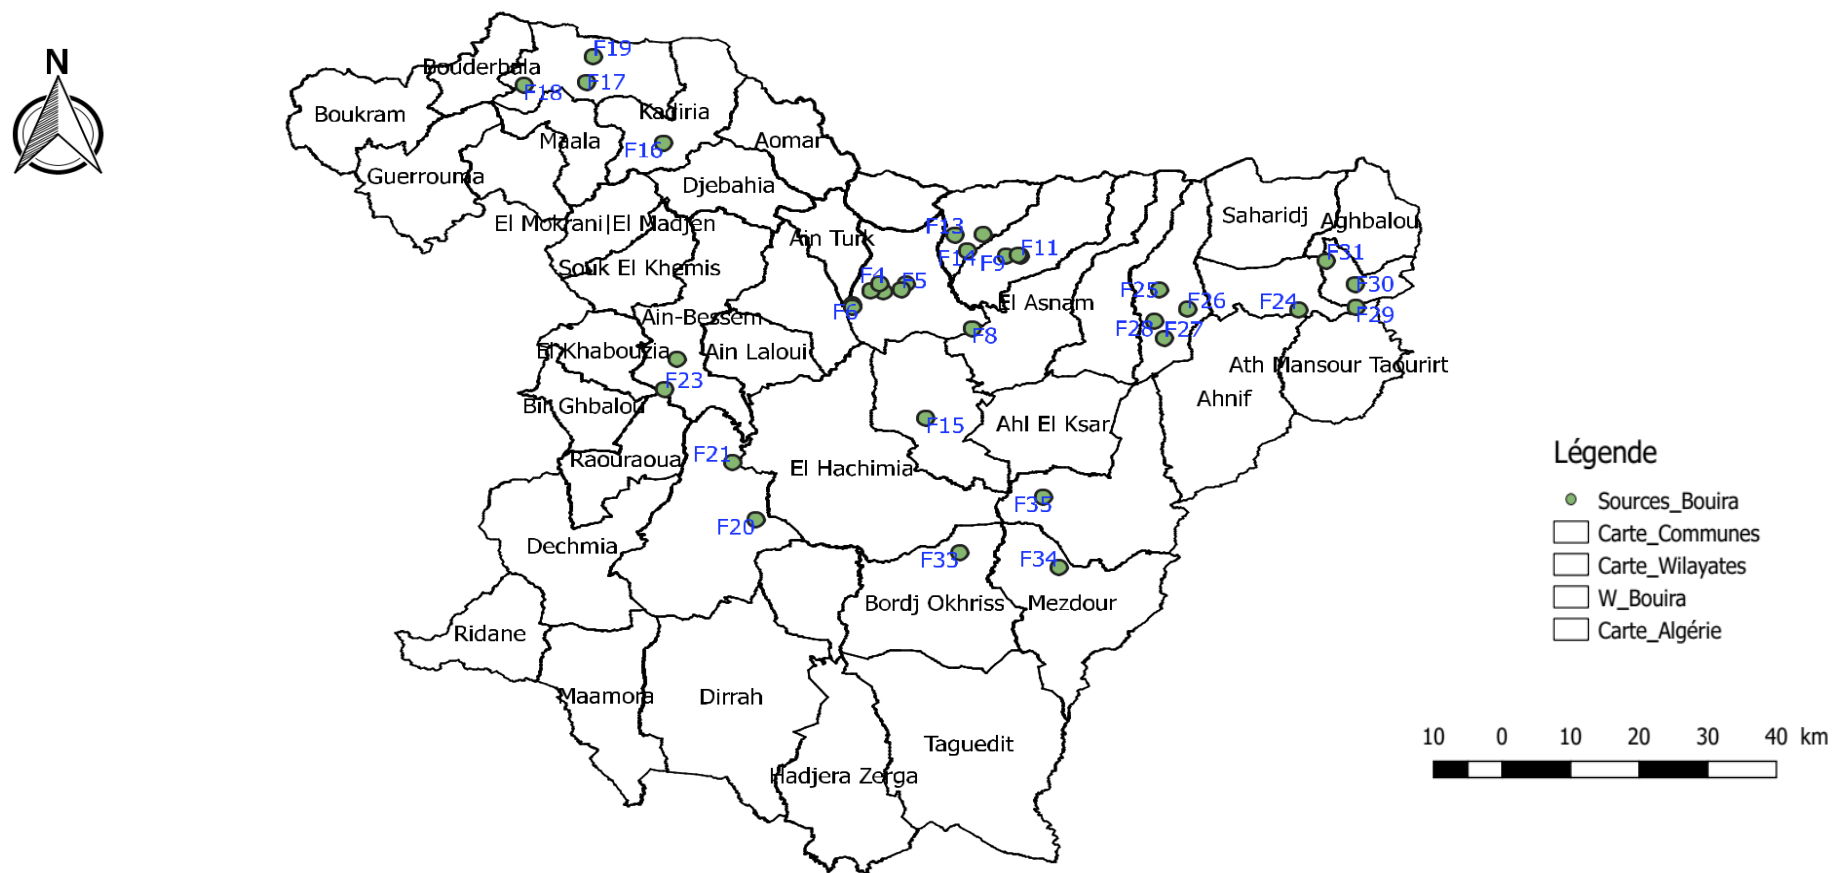 N
F19
Bouderbala
F17
F18
Boukram
Kadiria
Maala
Aomar
F16
Guerrouma
Djebahia
El Mokrani|El Madjen
Saharidj
Aghbalou
F13
Ain Turk
F11
F14
F9
F31
Souk El Khemis
F4
F5
F25
F30
El Asnam
F26
F24
F6
F29
Ain-Bessem
F28
F27
F8
El Khabouzia
Ain Laloui
Ath Mansour Taourirt
F23
Ahnif
Bir Ghbalou
F15
Ahl El Ksar
F21
Raouraoua
El Hachimia
Légende
Sources_Bouira
Carte_Communes
Carte_Wilayates
W_Bouira
Carte_Algérie
F35
F20
Dechmia
F33
F34
Bordj Okhriss
Mezdour
Ridane
Maamora
Dirrah
Taguedit
Hadjera Zerga
10 0 10 20 30 40 km